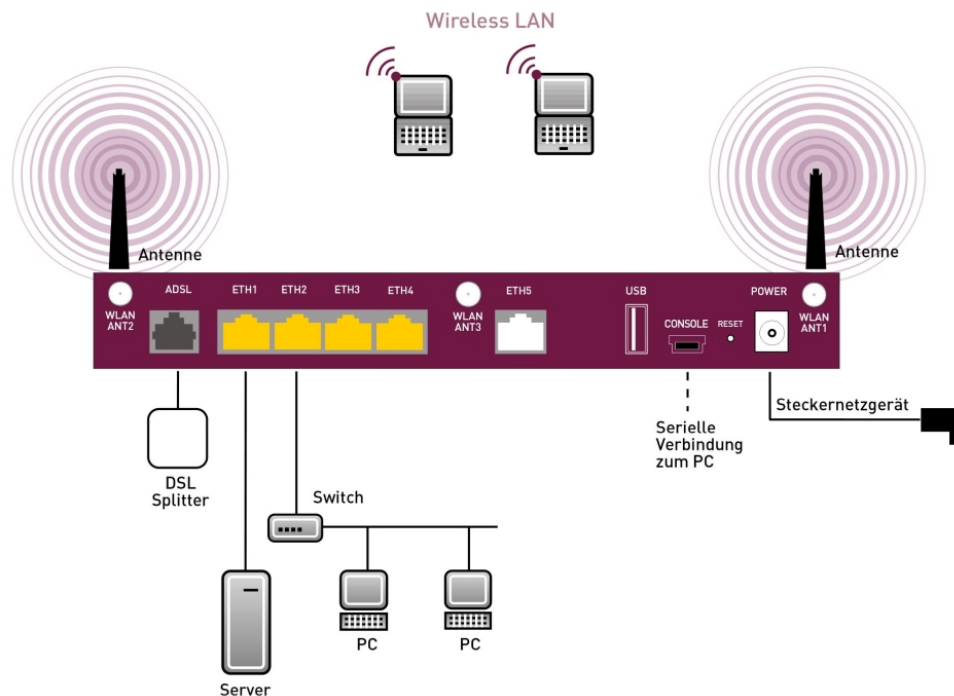 Wireless LAN
Antenne
Antenne
ADSL
ETH1
ETH2
ETH3
ETH4
ETH5
USB
POWER
WLAN
ANT2
WLAN
ANT3
CONSOLE
RESET
WLAN
ANT1
Steckernetzgerät
Serielle
Verbindung
zum PC
DSL
Splitter
Switch
PC
PC
Server